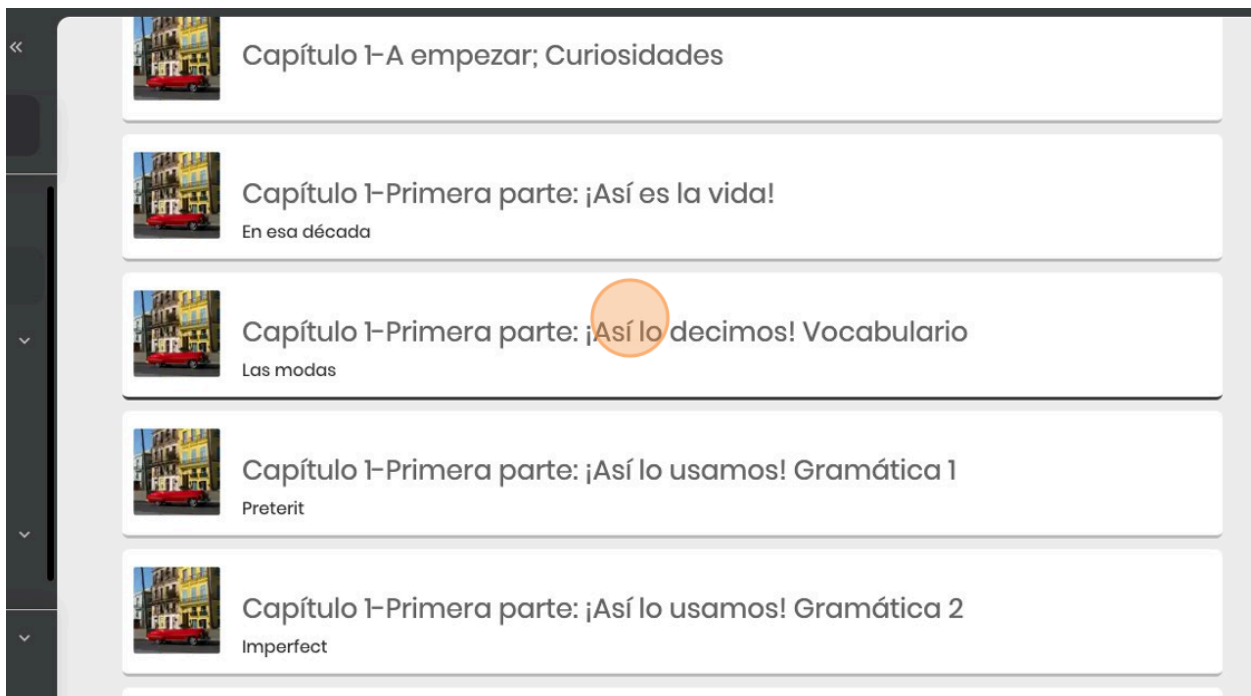 Capítulo 1-A empezar; Curiosidades
Capítulo 1-Primera parte: ¡Así es la vida!
En esa década
Capítulo 1-Primera parte: ¡Así lo decimos! Vocabulario
Las modas
Capítulo 1-Primera parte: ¡Así lo usamos! Gramática 1
Preterit
Capítulo 1-Primera parte: ¡Así lo usamos! Gramática 2
Imperfect